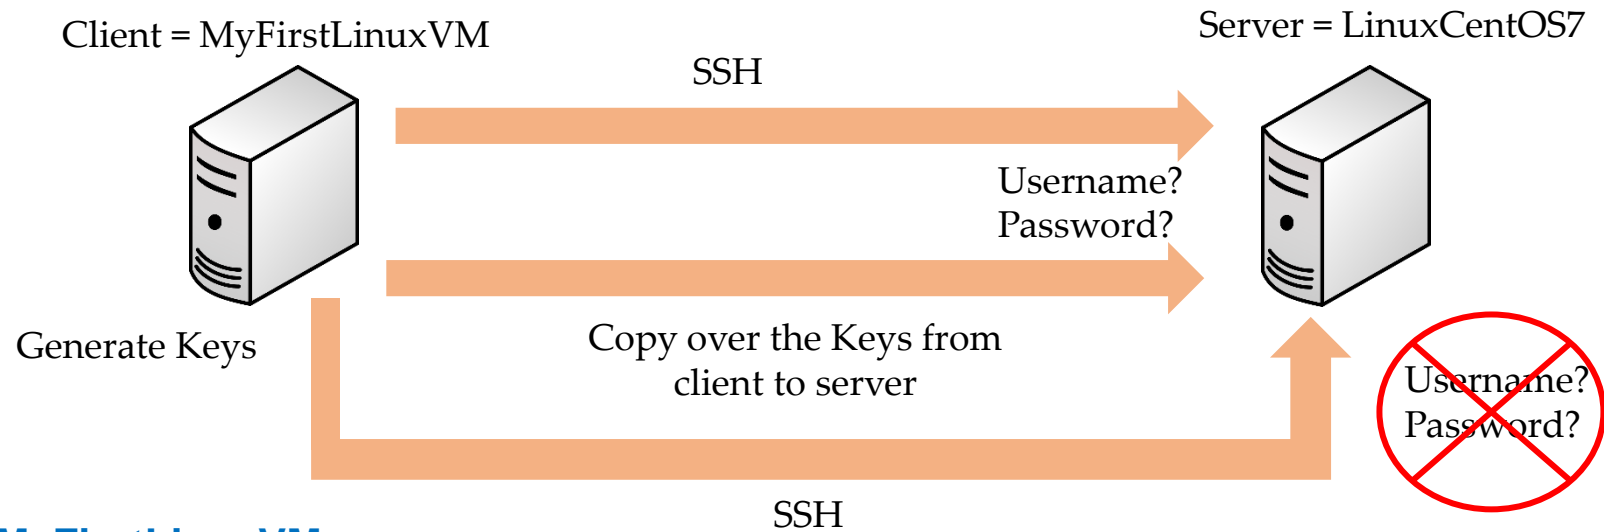 Client = MyFirstLinuxVM
Server = LinuxCentOS7
SSH
Username?
Password?
Generate Keys
Copy over the Keys from
client to server
Username?
Password?
SSH
MyFirstLinuxVM